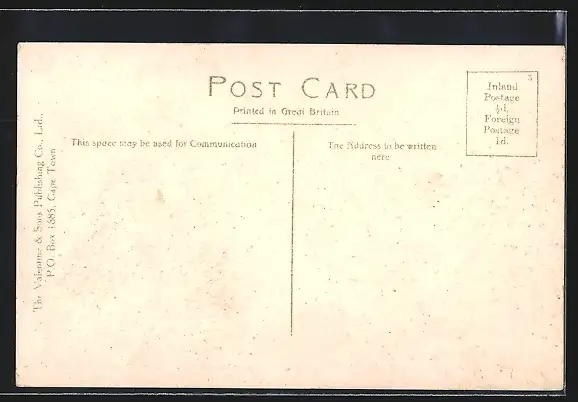 POST CARD
Printed in Great Britain
This space may be used for Communication
The Address to be written
here
3
Inland
Postage
½d.
Foreign
Postage
1d.
The Valentine & Sons Publishing Co., Ltd.,
P.O. Box 1685, Cape Town